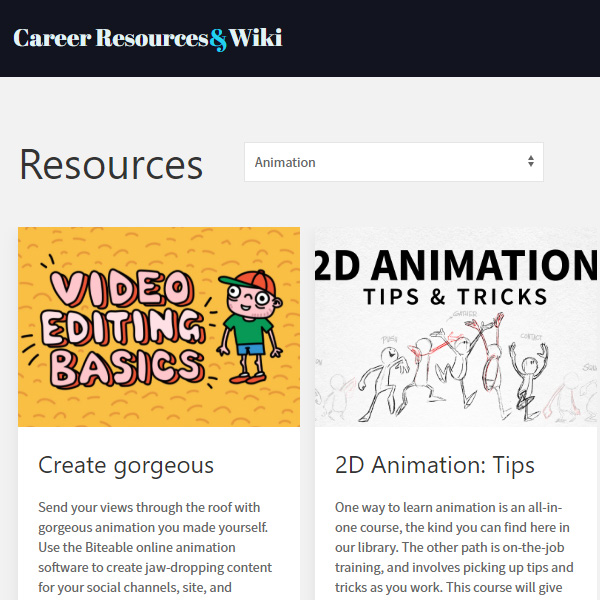 Career Resources&Wiki
Resources
Animation
VIDEO
EDITING
BASICS
2D ANIMATION
TIPS & TRICKS
Create gorgeous
Send your views through the roof with
gorgeous animation you made yourself.
Use the Biteable online animation
software to create jaw-dropping content
for your social channels, site, and
2D Animation: Tips
One way to learn animation is an all-in-
one course, the kind you can find here in
our library. The other path is on-the-job
training, and involves picking up tips and
tricks as you work. This course will give